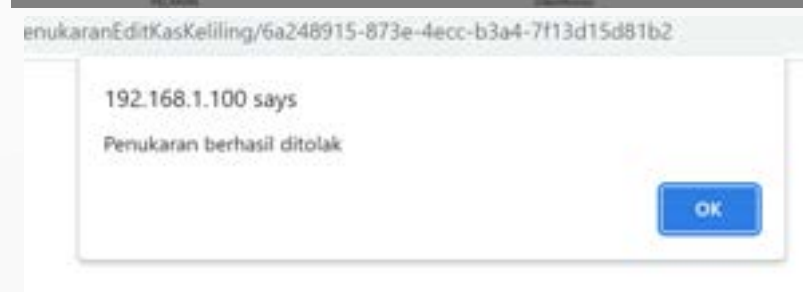 enukaranEditKasKeliling/6a248915-873e-4ecc-b3a4-7f13d15d81b2
192.168.1.100 says
Penukaran berhasil ditolak
OK